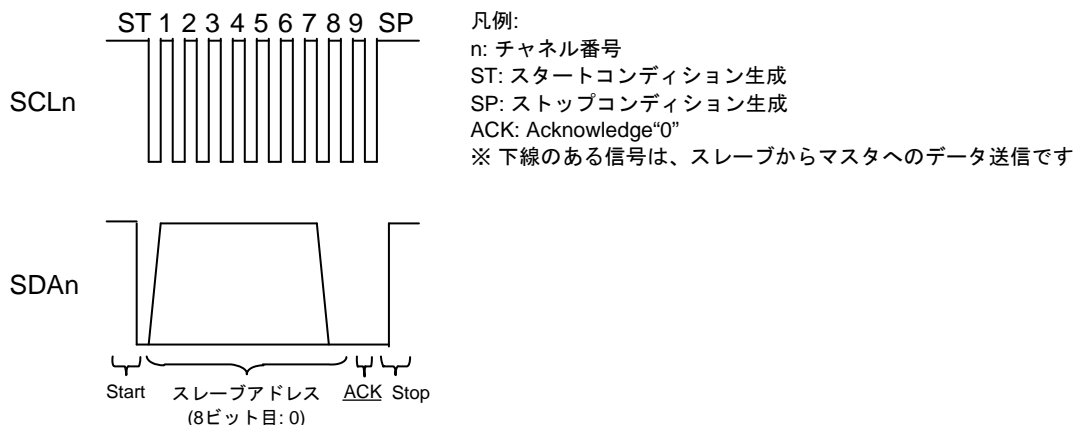 ST 1 2 3 4 5 6 7 8 9 SP
SCLn
SDAn
Start
スレーブアドレス
(8ビット目: 0)
ACK
Stop
凡例:
n: チャネル番号
ST: スタートコンディション生成
SP: ストップコンディション生成
ACK: Acknowledge“0”
※ 下線のある信号は、スレーブからマスタへのデータ送信です